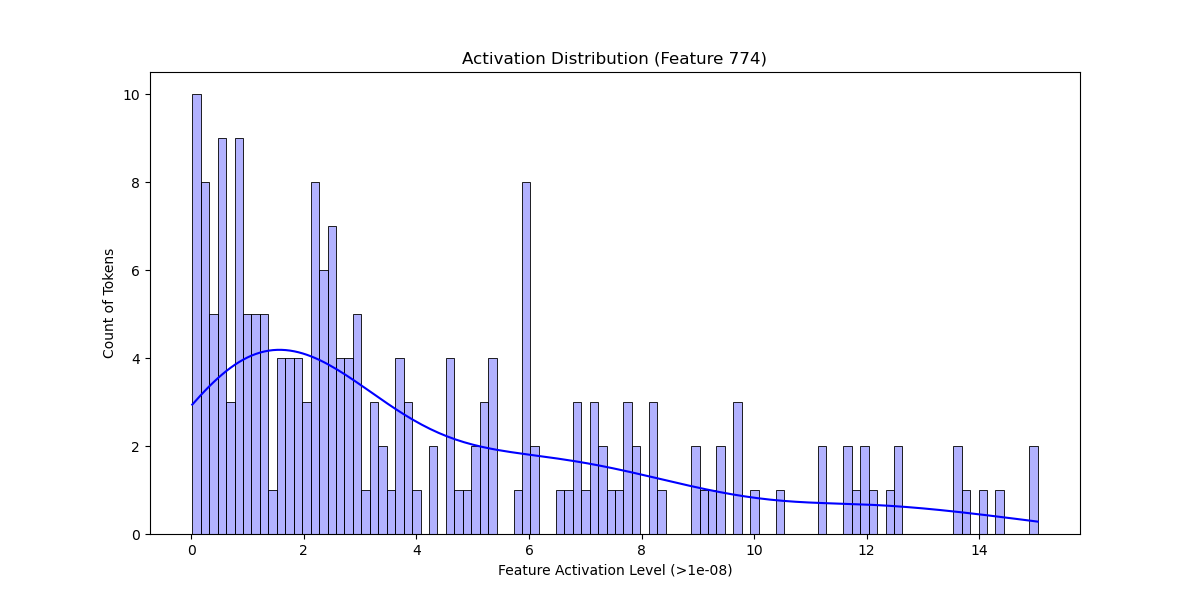 Activation Distribution (Feature 774)
10
8
6
4
2
0
Count of Tokens
0 2 4 6 8 10 12 14
Feature Activation Level (>1e-08)